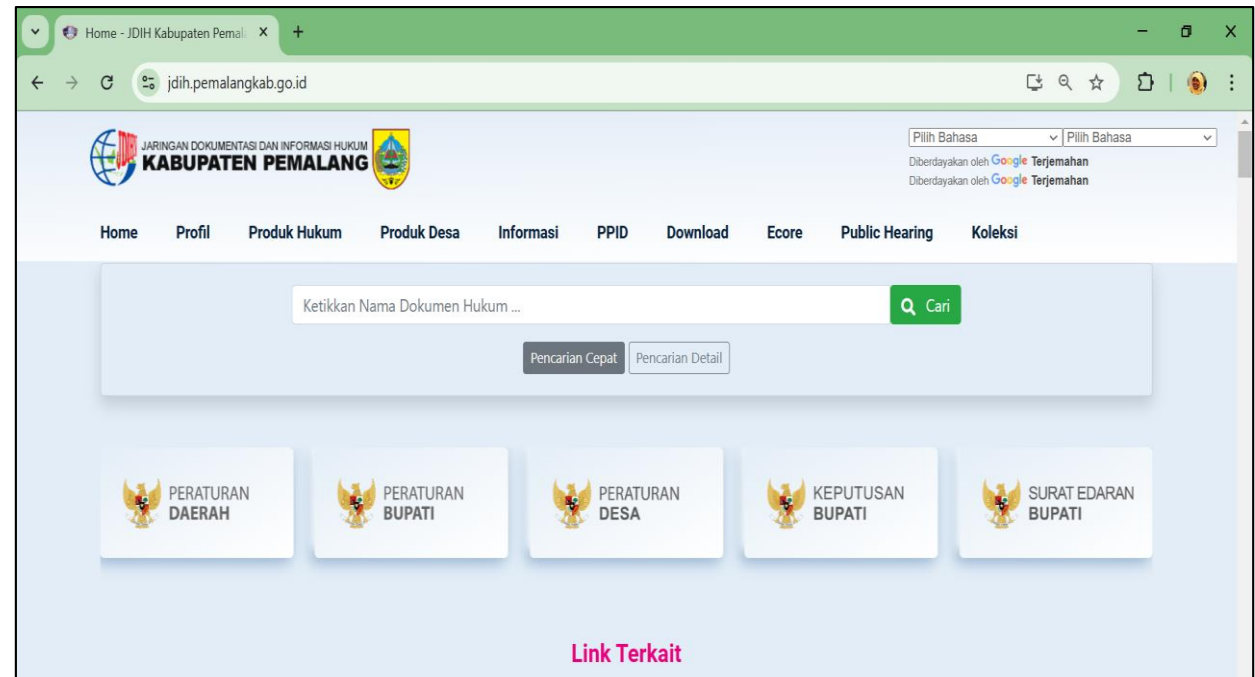 Home - JDIH Kabupaten Pemal
jdih.pemalangkab.go.id
JARINGAN DOKUMENTASI DAN INFORMASI HUKUM
KABUPATEN PEMALANG
Pilih Bahasa Pilih Bahasa
Diberdayakan oleh Google Terjemahan
Diberdayakan oleh Google Terjemahan
Home Profil Produk Hukum Produk Desa Informasi PPID Download Ecore Public Hearing Koleksi
Ketikkan Nama Dokumen Hukum ... Cari
Pencarian Cepat Pencarian Detail
PERATURAN
DAERAH
PERATURAN
BUPATI
PERATURAN
DESA
KEPUTUSAN
BUPATI
SURAT EDARAN
BUPATI
Link Terkait